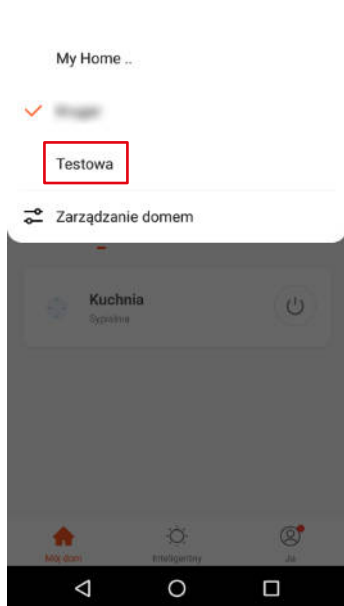 My Home ..
Testowa
Zarządzanie domem
Kuchnia
Sypialnia
Mój dom
Inteligentny
Ja